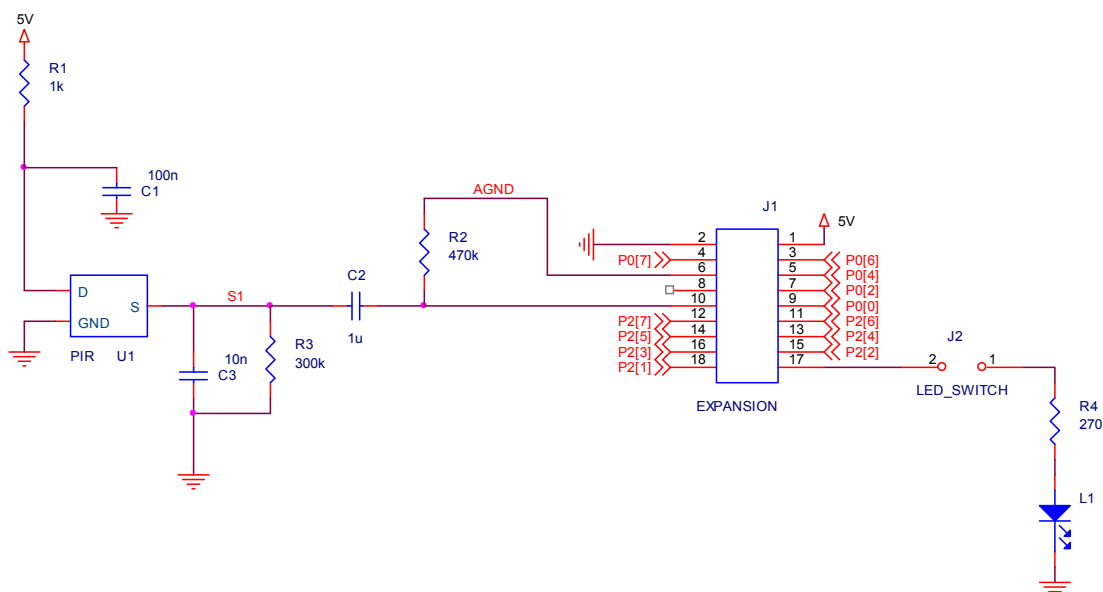 5V
R1
1k
100n
C1
D
S
GND
PIR U1
S1
10n
C3
R3
300k
C2
1u
AGND
R2
470k
J1
5V
2 1
P0[7] 4 3 P0[6]
6 5 P0[4]
8 7 P0[2]
10 9 P0[0]
P2[7] 12 11 P2[6]
P2[5] 14 13 P2[4]
P2[3] 16 15 P2[2]
P2[1] 18 17
EXPANSION
J2
2 1
LED_SWITCH
R4
270
L1